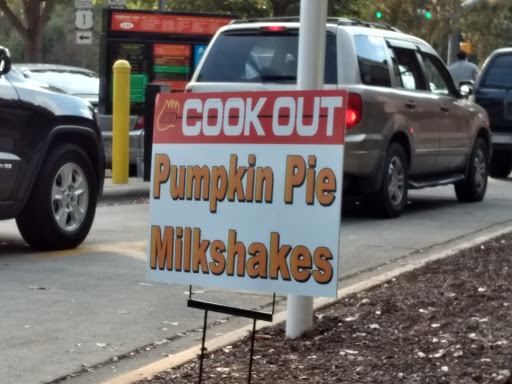 COOK OUT
Pumpkin Pie
Milkshakes